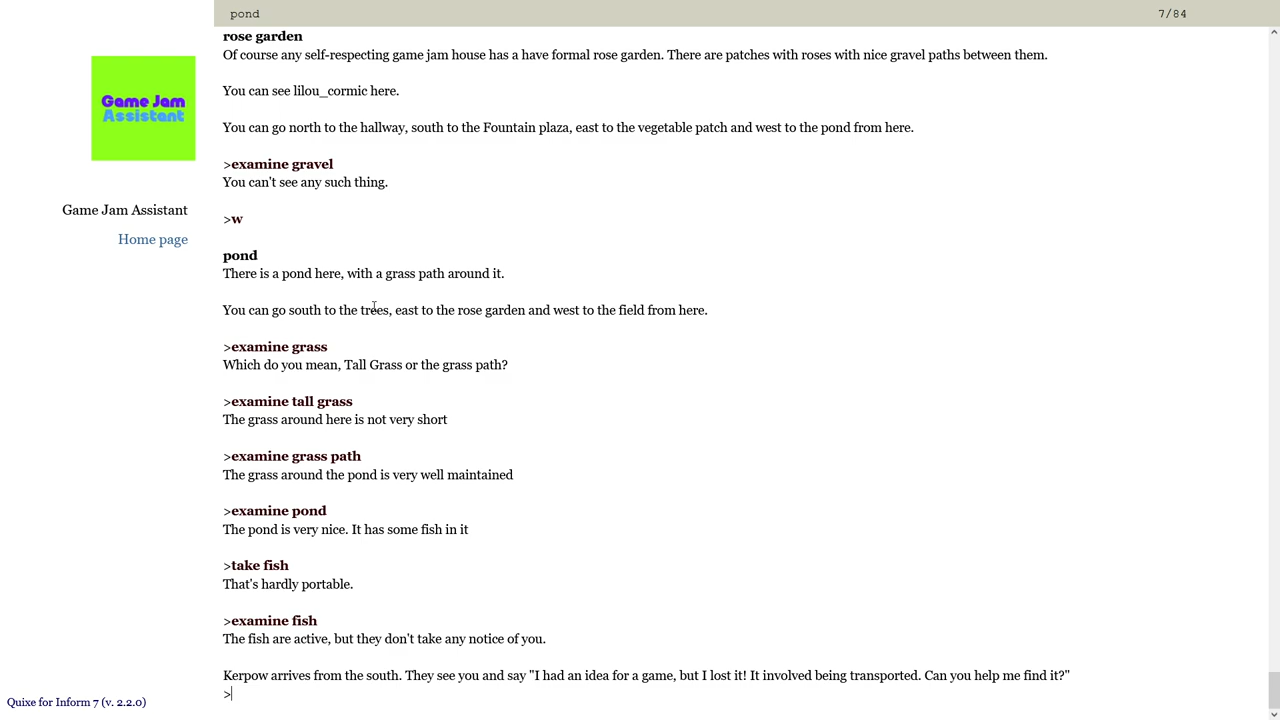 pond 7/84
rose garden
Of course any self-respecting game jam house has a have formal rose garden. There are patches with roses with nice gravel paths between them.
You can see lilou_cormic here.
You can go north to the hallway, south to the Fountain plaza, east to the vegetable patch and west to the pond from here.
>examine gravel
You can't see any such thing.
>w
pond
There is a pond here, with a grass path around it.
You can go south to the trees, east to the rose garden and west to the field from here.
>examine grass
Which do you mean, Tall Grass or the grass path?
>examine tall grass
The grass around here is not very short
>examine grass path
The grass around the pond is very well maintained
>examine pond
The pond is very nice. It has some fish in it
>take fish
That's hardly portable.
>examine fish
The fish are active, but they don't take any notice of you.
Kerpow arrives from the south. They see you and say "I had an idea for a game, but I lost it! It involved being transported. Can you help me find it?"
>
Game Jam
Assistant
Game Jam Assistant
Home page
Quixe for Inform 7 (v. 2.2.0)